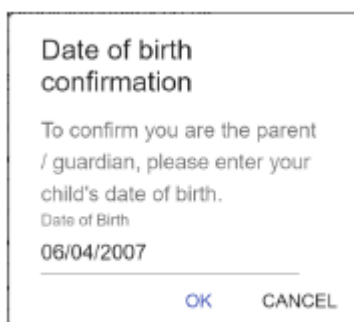 Date of birth
confirmation
To confirm you are the parent
/ guardian, please enter your
child's date of birth.
Date of Birth
06/04/2007
OK CANCEL